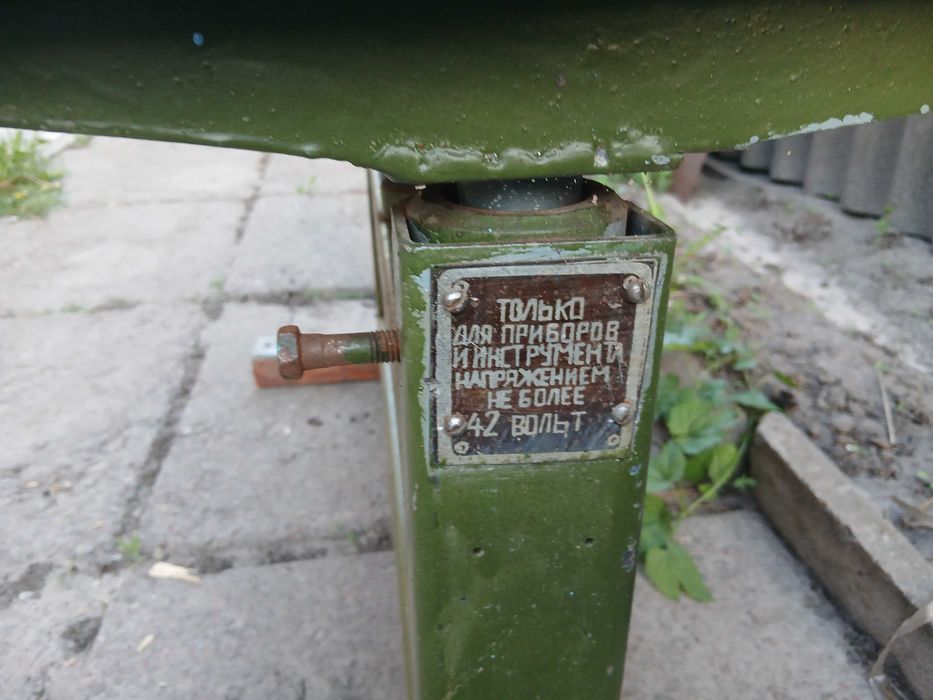 ТОЛЬКО
ДЛЯ ПРИБОРОВ
И ИНСТРУМЕНТА
НАПРЯЖЕНИЕМ
НЕ БОЛЕЕ
42 ВОЛЬТ